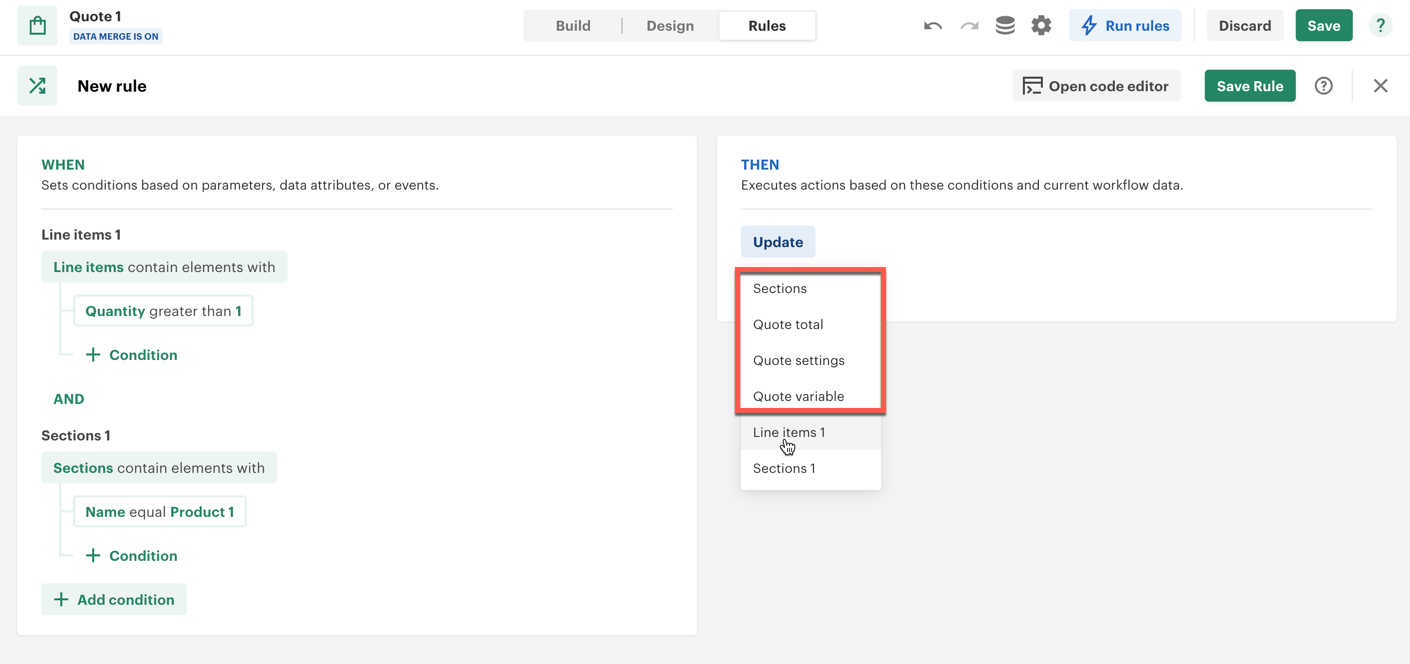 Quote 1
DATA MERGE IS ON
Build
Design
Rules
Run rules
Discard
Save
?
New rule
Open code editor
Save Rule
?
WHEN
Sets conditions based on parameters, data attributes, or events.
Line items 1
Line items contain elements with
Quantity greater than 1
+ Condition
AND
Sections 1
Sections contain elements with
Name equal Product 1
+ Condition
+ Add condition
THEN
Executes actions based on these conditions and current workflow data.
Update
Sections
Quote total
Quote settings
Quote variable
Line items 1
Sections 1